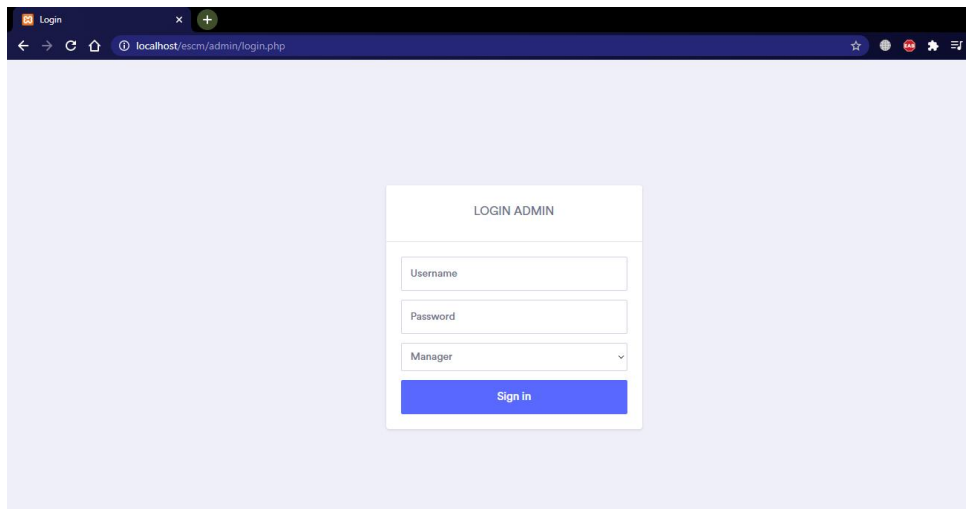 Login
localhost/escm/admin/login.php
LOGIN ADMIN
Username
Password
Manager
Sign in